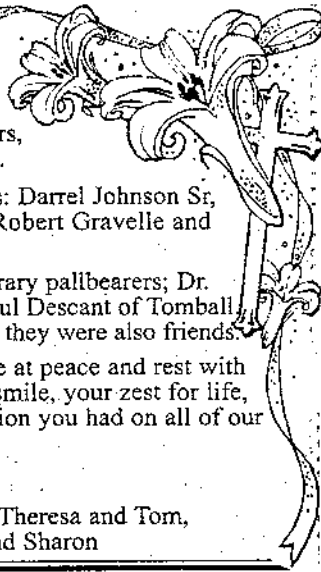 rs,
.
s: Darrel Johnson Sr,
Robert Gravelle and
rary pallbearers; Dr.
ul Descant of Tomball
they were also friends.
e at peace and rest with
smile, your zest for life,
ion you had on all of our
Theresa and Tom,
nd Sharon